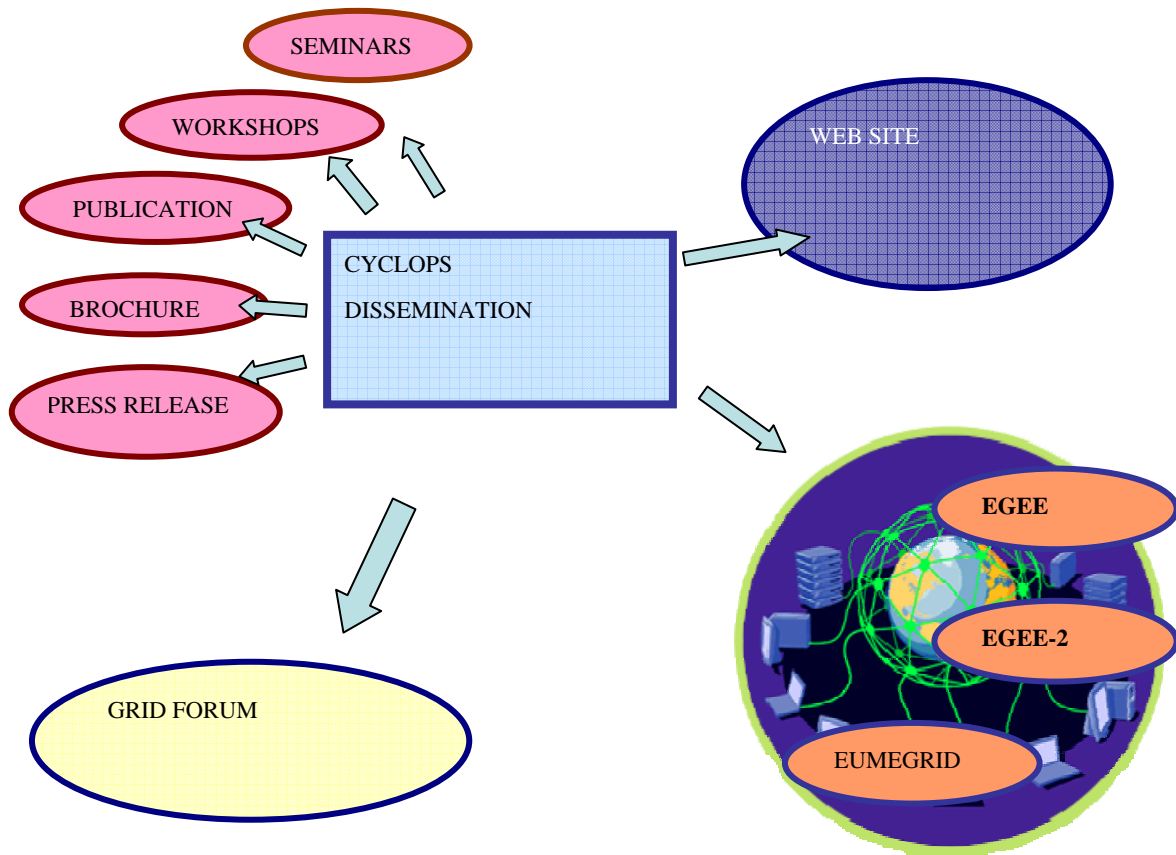 SEMINARS
WORKSHOPS
WEB SITE
PUBLICATION
CYCLOPS
DISSEMINATION
BROCHURE
PRESS RELEASE
EGEE
EGEE-2
GRID FORUM
EUMEGRID